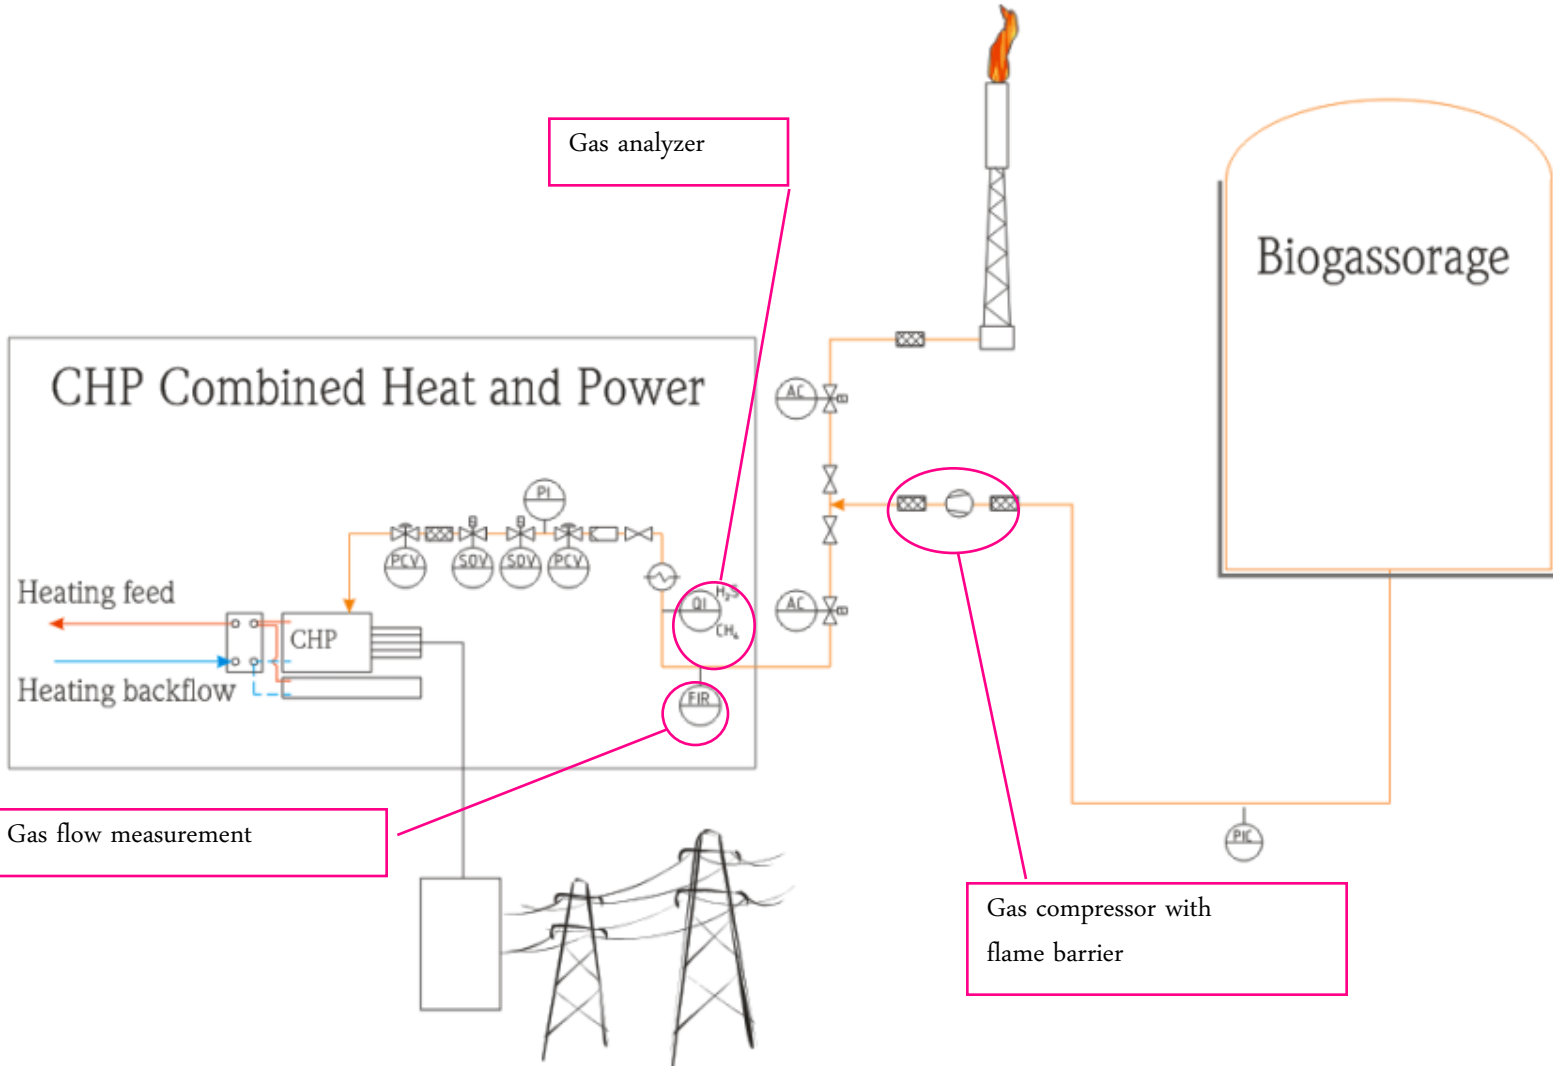 Gas analyzer
Biogassorage
CHP Combined Heat and Power
AC
PI
PCV
SOV
SOV
PCV
H₂S
QI
CH₄
AC
Heating feed
CHP
Heating backflow
FIR
Gas flow measurement
PIC
Gas compressor with
flame barrier